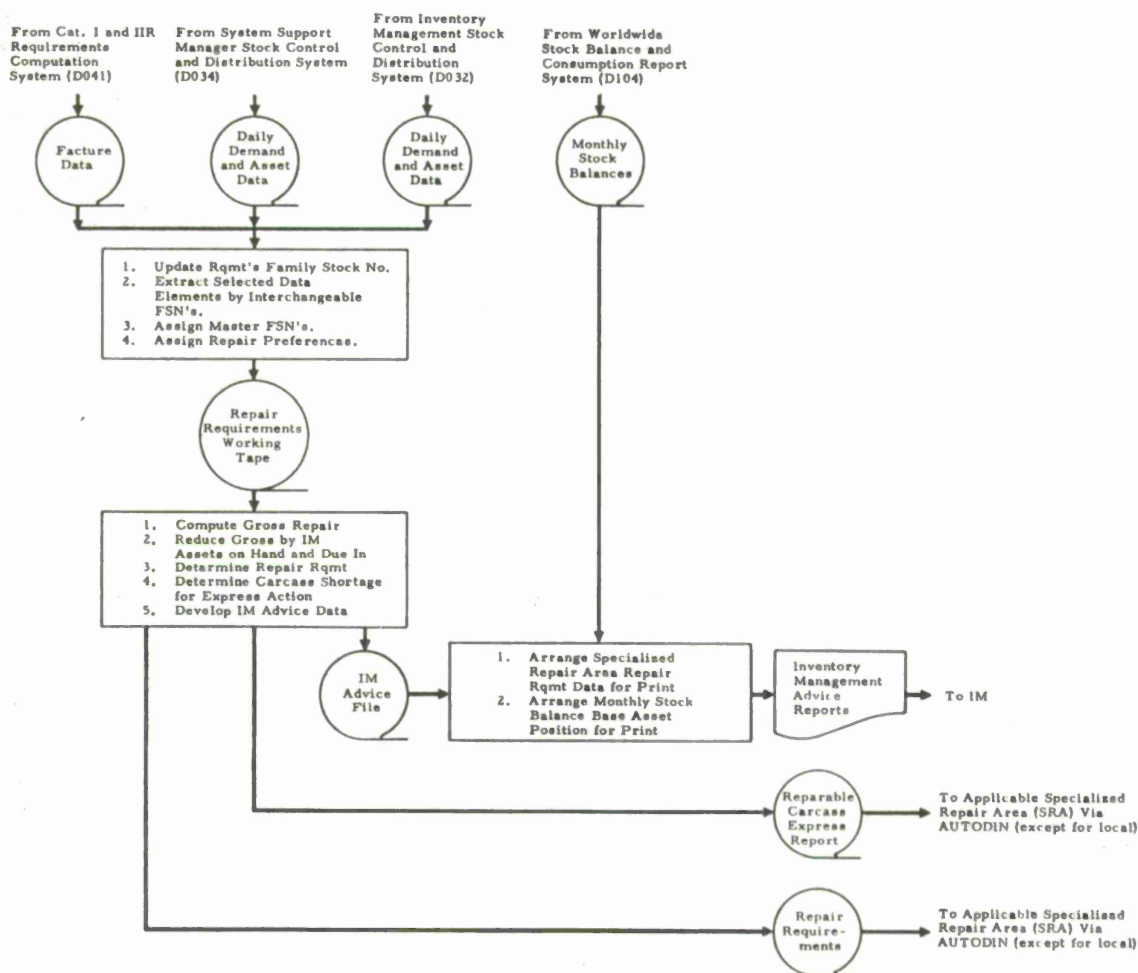 From Cat. I and IIR
Requirements
Computation
System (D041)
From System Support
Manager Stock Control
and Distribution System
(D034)
From Inventory
Management Stock
Control and
Distribution
System (D032)
From Worldwide
Stock Balance and
Consumption Report
System (D104)
Facture
Data
Daily
Demand
and Asset
Data
Daily
Demand
and Asset
Data
Monthly
Stock
Balances
1. Update Rqmt's Family Stock No.
2. Extract Selected Data
Elements by Interchangeable
FSN's.
3. Assign Master FSN's.
4. Assign Repair Preferences.
Repair
Requirements
Working
Tape
1. Compute Gross Repair
2. Reduce Gross by IM
Assets on Hand and Due In
3. Determine Repair Rqmt
4. Determine Carcass Shortage
for Express Action
5. Develop IM Advice Data
IM
Advice
File
1. Arrange Specialized
Repair Area Repair
Rqmt Data for Print
2. Arrange Monthly Stock
Balance Base Asset
Position for Print
Inventory
Management
Advice
Reports
To IM
Reparable
Carcass
Express
Report
To Applicable Specialized
Repair Area (SRA) Via
AUTODIN (except for local)
Repair
Require-
ments
To Applicable Specialized
Repair Area (SRA) Via
AUTODIN (except for local)